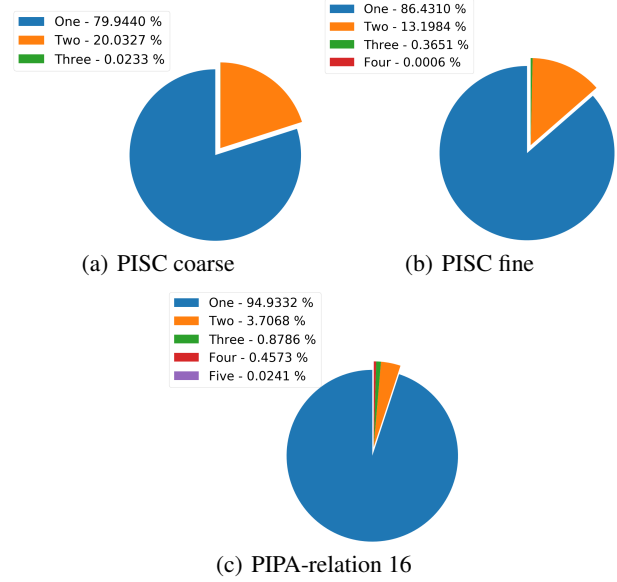 One - 79.9440 %
Two - 20.0327 %
Three - 0.0233 %
(a) PISC coarse
One - 86.4310 %
Two - 13.1984 %
Three - 0.3651 %
Four - 0.0006 %
(b) PISC fine
One - 94.9332 %
Two - 3.7068 %
Three - 0.8786 %
Four - 0.4573 %
Five - 0.0241 %
(c) PIPA-relation 16